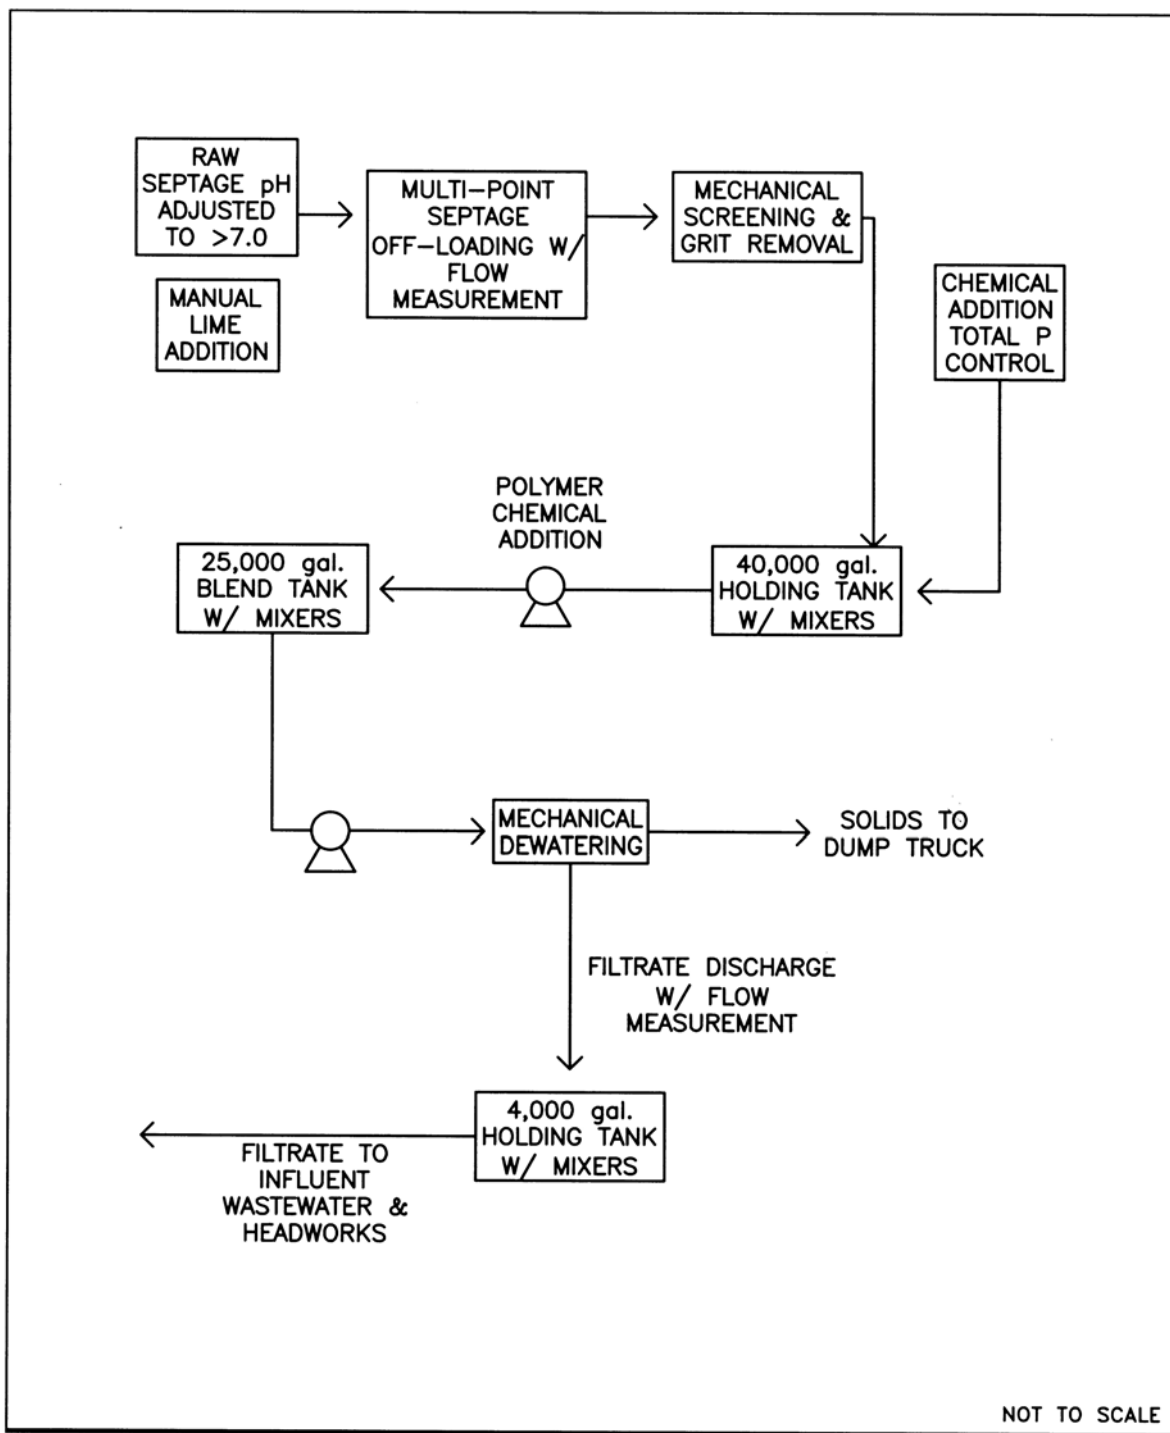 RAW
SEPTAGE pH
ADJUSTED
TO >7.0
MANUAL
LIME
ADDITION
MULTI-POINT
SEPTAGE
OFF-LOADING W/
FLOW
MEASUREMENT
MECHANICAL
SCREENING &
GRIT REMOVAL
CHEMICAL
ADDITION
TOTAL P
CONTROL
POLYMER
CHEMICAL
ADDITION
25,000 gal.
BLEND TANK
W/ MIXERS
40,000 gal.
HOLDING TANK
W/ MIXERS
MECHANICAL
DEWATERING
SOLIDS TO
DUMP TRUCK
FILTRATE DISCHARGE
W/ FLOW
MEASUREMENT
4,000 gal.
HOLDING TANK
W/ MIXERS
FILTRATE TO
INFLUENT
WASTEWATER &
HEADWORKS
NOT TO SCALE